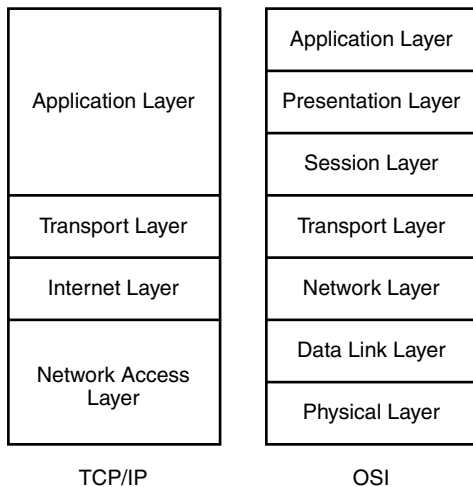 Application Layer
Transport Layer
Internet Layer
Network Access
Layer
TCP/IP
Application Layer
Presentation Layer
Session Layer
Transport Layer
Network Layer
Data Link Layer
Physical Layer
OSI